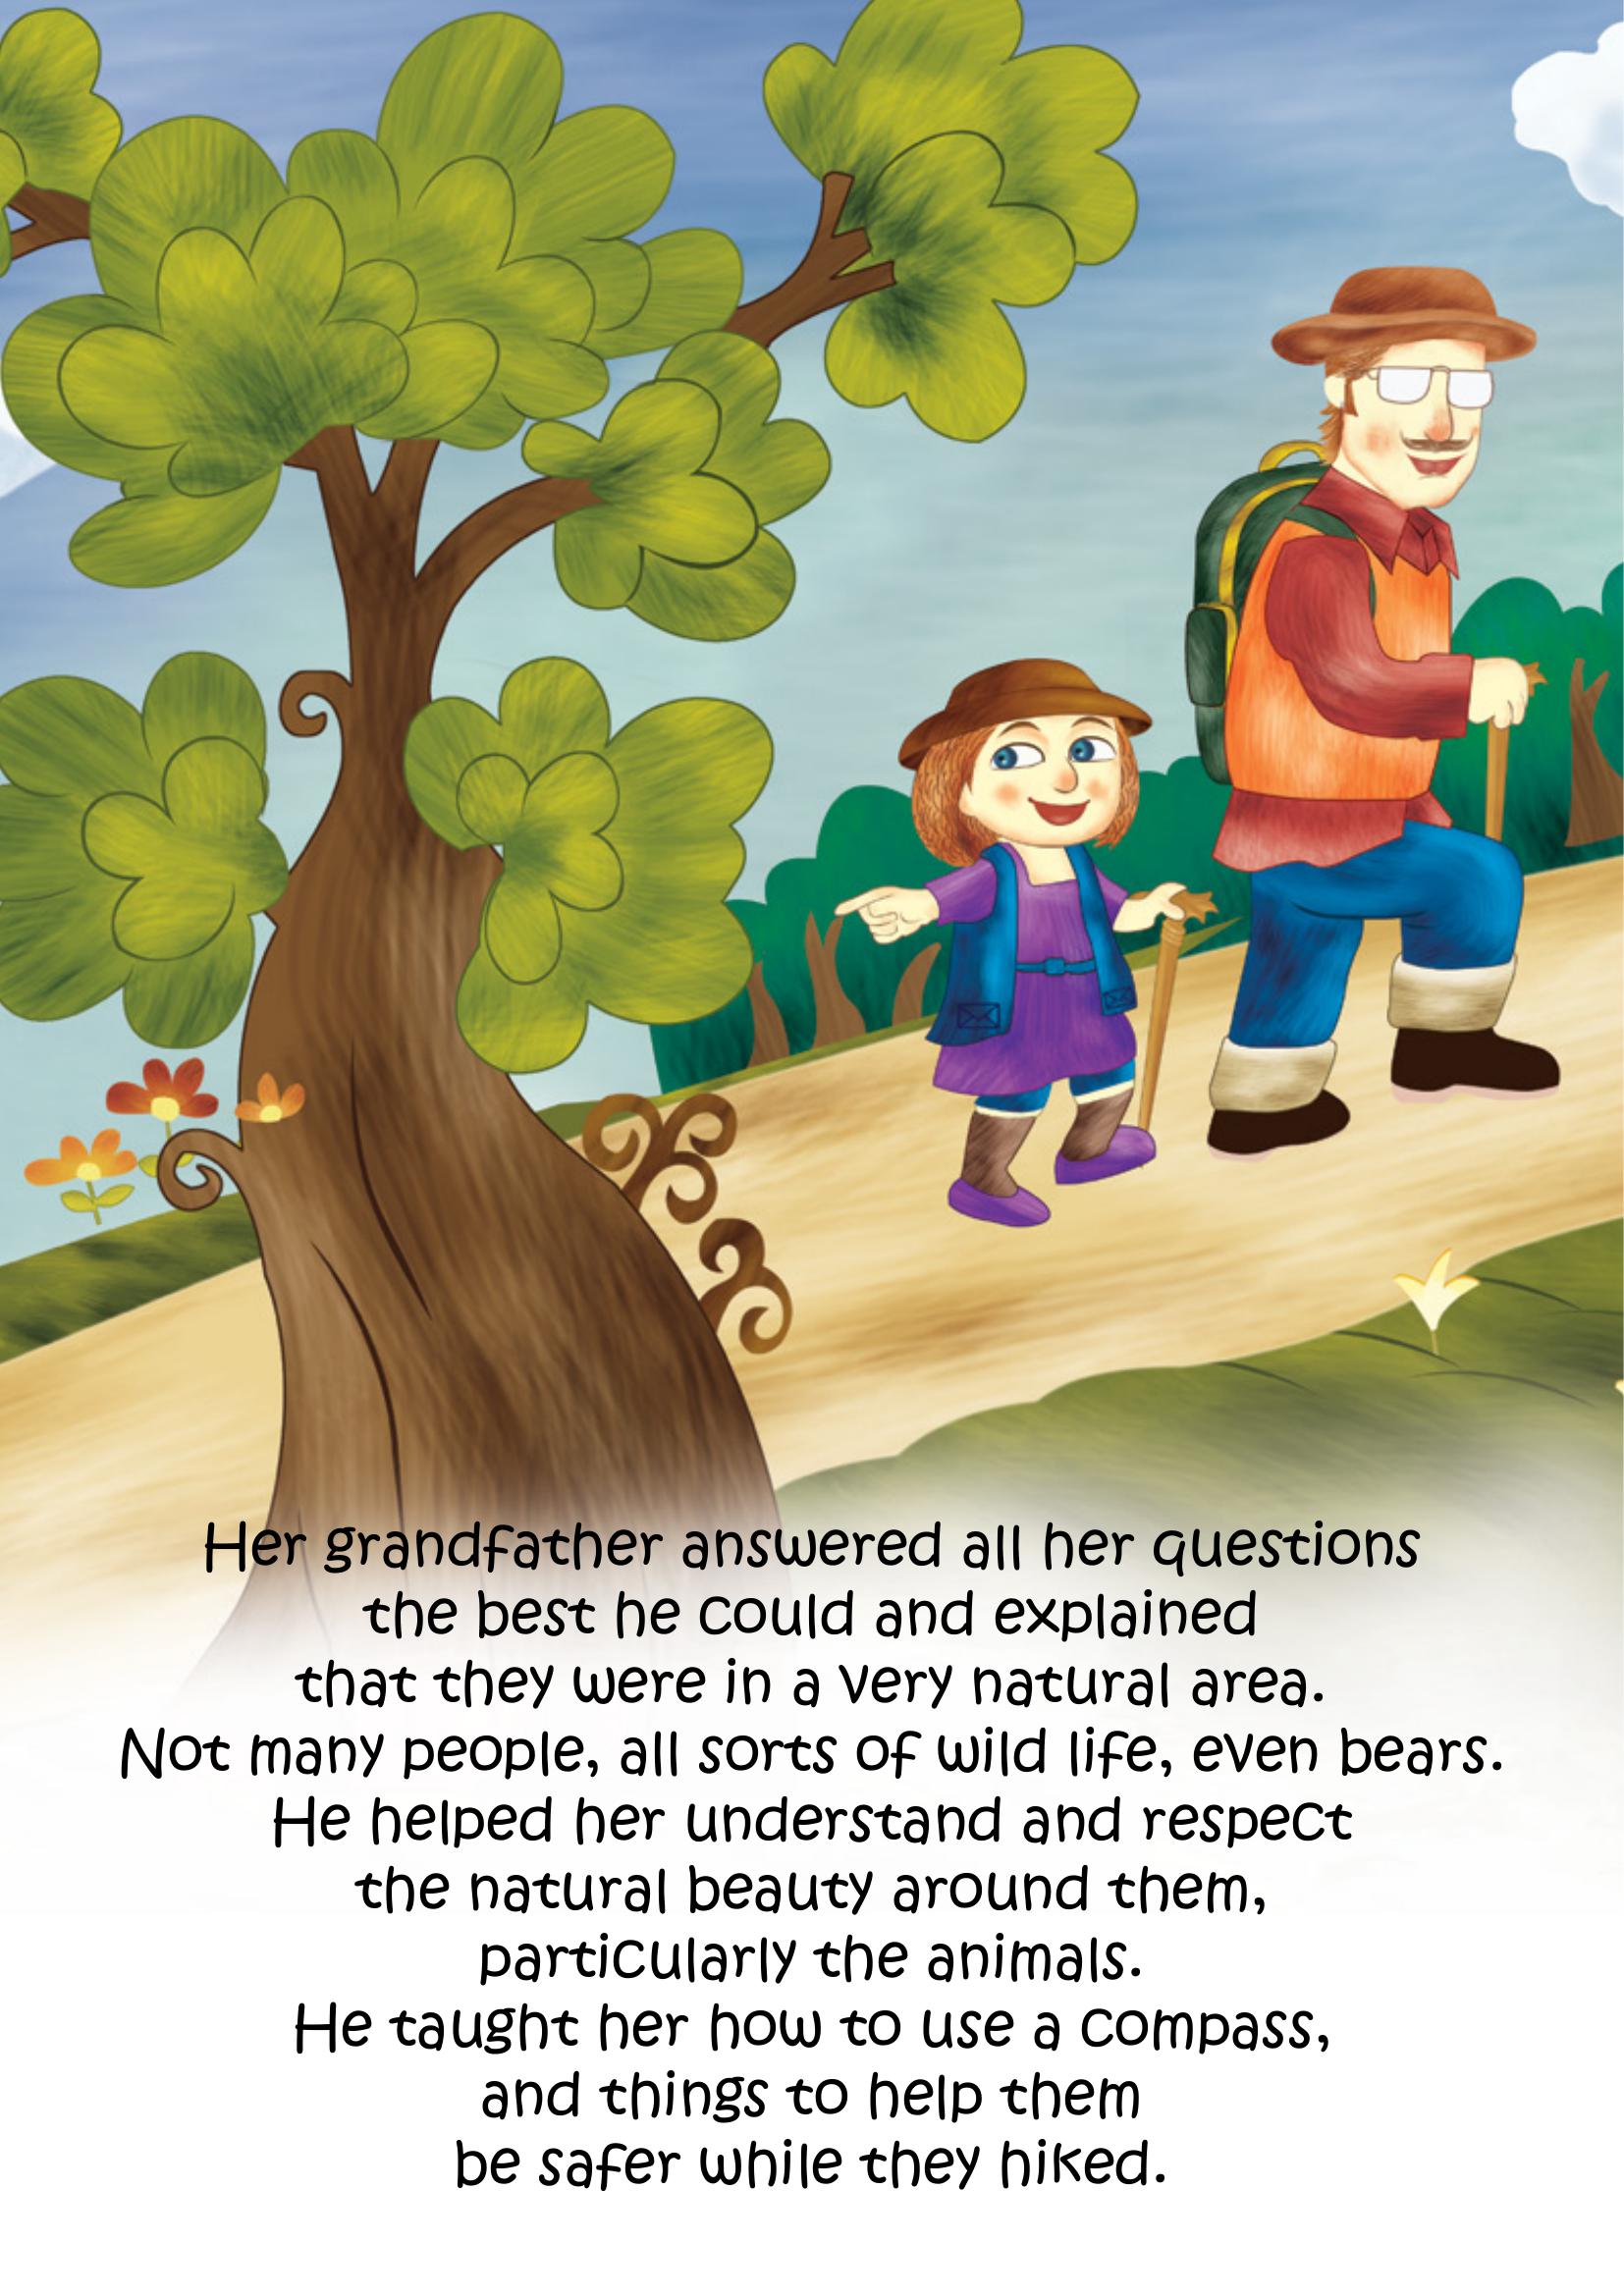 Her grandfather answered all her questions
the best he could and explained
that they were in a very natural area.
Not many people, all sorts of wild life, even bears.
He helped her understand and respect
the natural beauty around them,
particularly the animals.
He taught her how to use a compass,
and things to help them
be safer while they hiked.